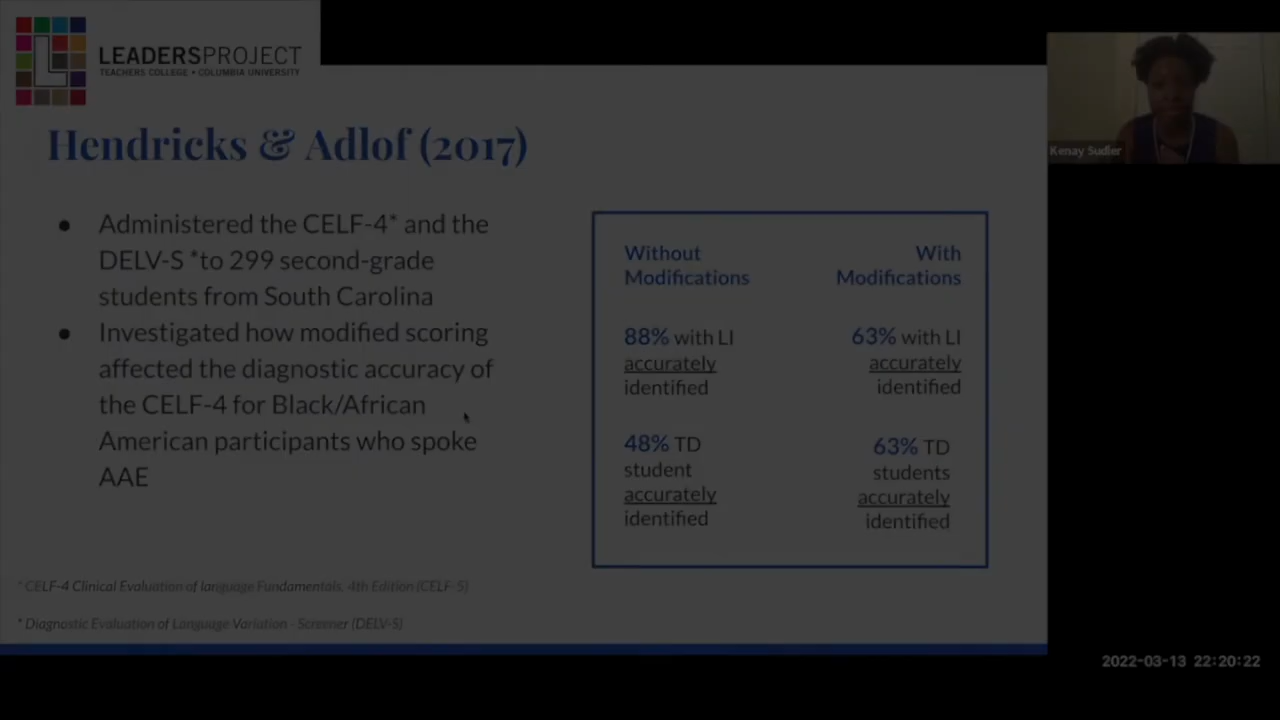 LEADERSPROJECT
TEACHERS COLLEGE • COLUMBIA UNIVERSITY
Hendricks & Adlof (2017)
● Administered the CELF-4* and the
DELV-S *to 299 second-grade
students from South Carolina
● Investigated how modified scoring
affected the diagnostic accuracy of
the CELF-4 for Black/African
American participants who spoke
AAE
Without
Modifications
88% with LI
accurately
identified
48% TD
student
accurately
identified
With
Modifications
63% with LI
accurately
identified
63% TD
students
accurately
identified
* CELF-4 Clinical Evaluation of language Fundamentals. 4th Edition (CELF-5)
* Diagnostic Evaluation of Language Variation - Screener (DELV-S)
Kenay Sudler
2022-03-13 22:20:22